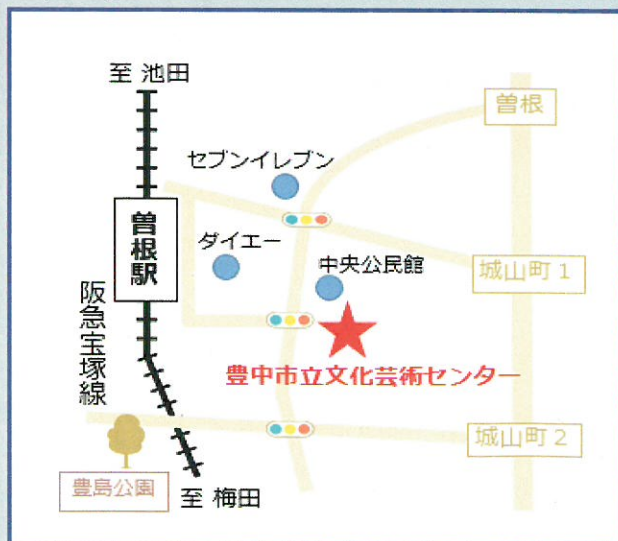 至 池田
曽根
セブンイレブン
曽根駅
ダイエー
中央公民館
城山町 1
阪急宝塚線
豊中市立文化芸術センター
城山町 2
豊島公園
至 梅田